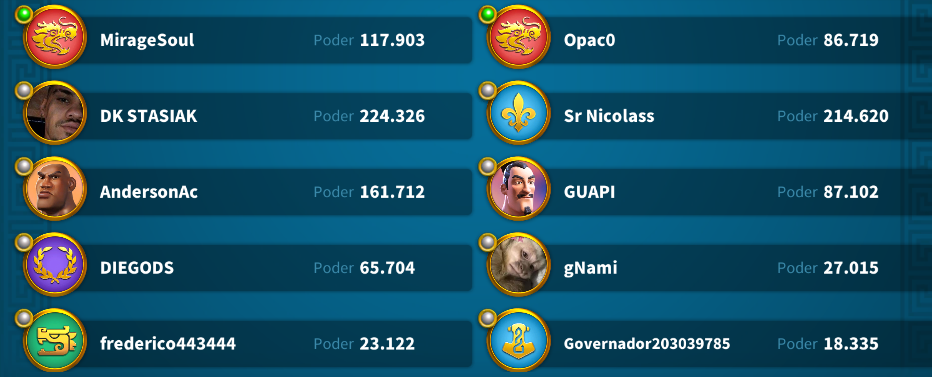 MirageSoul Poder 117.903
Opac0 Poder 86.719
DK STASIAK Poder 224.326
Sr Nicolass Poder 214.620
AndersonAc Poder 161.712
GUAPI Poder 87.102
DIEGODS Poder 65.704
gNami Poder 27.015
frederico443444 Poder 23.122
Governador203039785 Poder 18.335